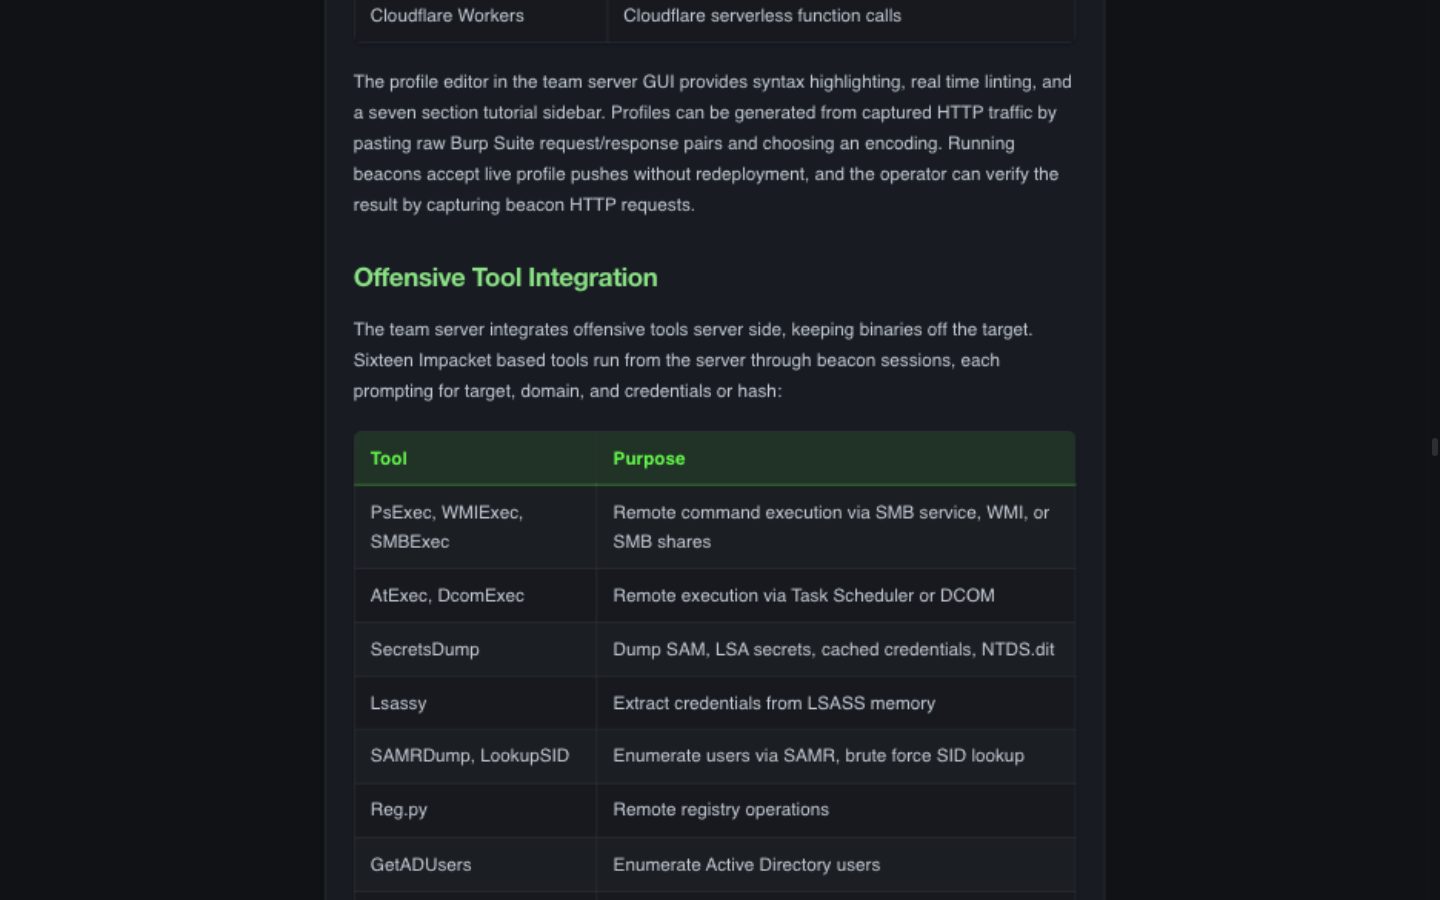 Cloudflare Workers Cloudflare serverless function calls
The profile editor in the team server GUI provides syntax highlighting, real time linting, and
a seven section tutorial sidebar. Profiles can be generated from captured HTTP traffic by
pasting raw Burp Suite request/response pairs and choosing an encoding. Running
beacons accept live profile pushes without redeployment, and the operator can verify the
result by capturing beacon HTTP requests.
Offensive Tool Integration
The team server integrates offensive tools server side, keeping binaries off the target.
Sixteen Impacket based tools run from the server through beacon sessions, each
prompting for target, domain, and credentials or hash:
Tool Purpose
PsExec, WMIExec, Remote command execution via SMB service, WMI, or
SMBExec SMB shares
AtExec, DcomExec Remote execution via Task Scheduler or DCOM
SecretsDump Dump SAM, LSA secrets, cached credentials, NTDS.dit
Lsassy Extract credentials from LSASS memory
SAMRDump, LookupSID Enumerate users via SAMR, brute force SID lookup
Reg.py Remote registry operations
GetADUsers Enumerate Active Directory users